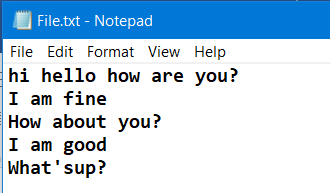 File.txt - Notepad
File Edit Format View Help
hi hello how are you?
I am fine
How about you?
I am good
What'sup?